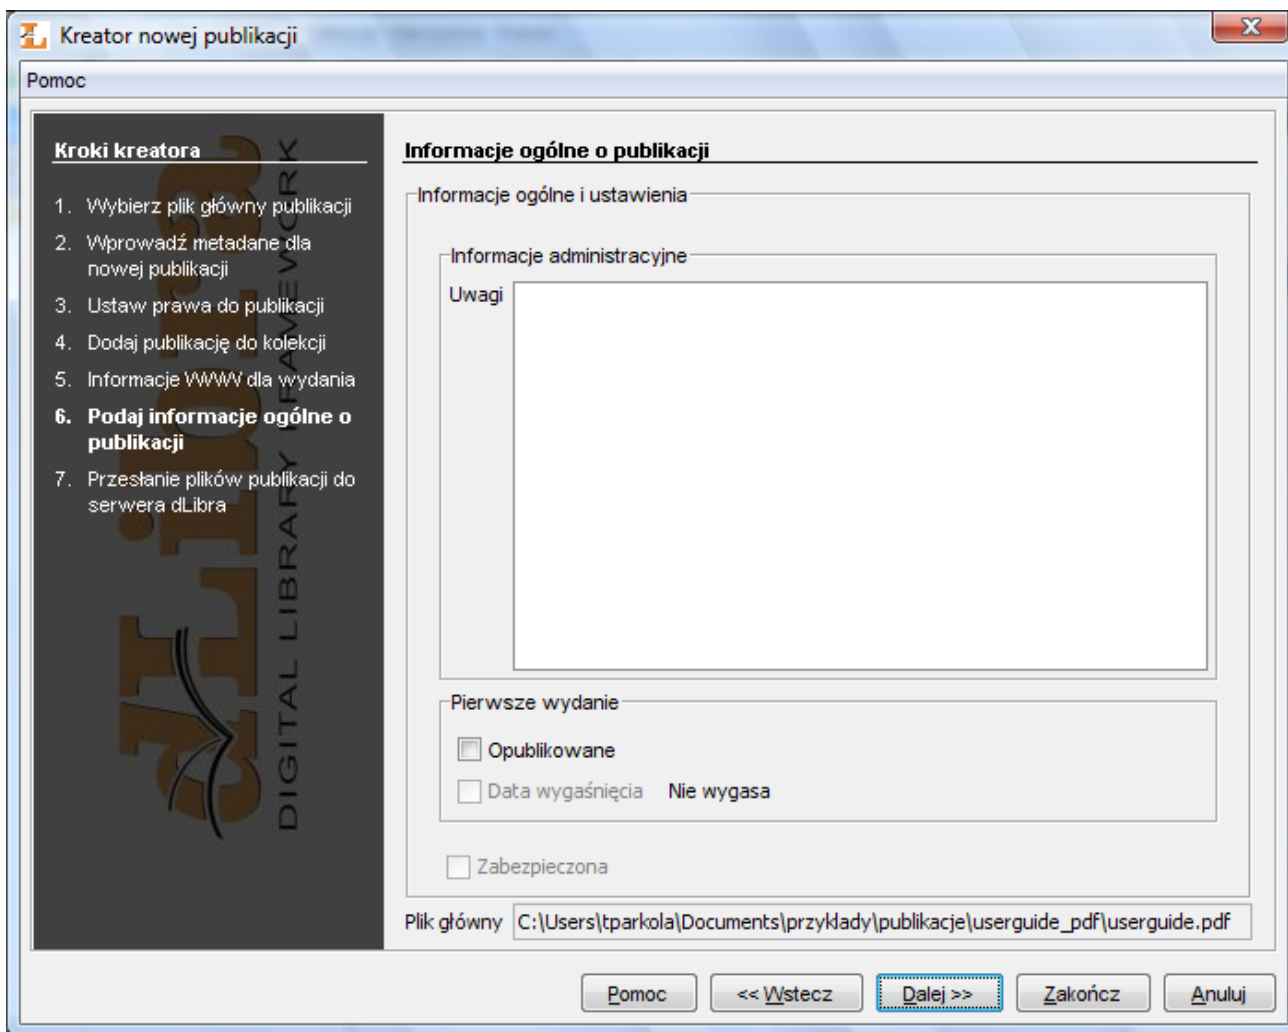 Kreator nowej publikacji
Pomoc
Kroki kreatora
1. Wybierz plik główny publikacji
2. Wprowadź metadane dla
nowej publikacji
3. Ustaw prawa do publikacji
4. Dodaj publikację do kolekcji
5. Informacje WWW dla wydania
6. Podaj informacje ogólne o
publikacji
7. Przesłanie plików publikacji do
serwera dLibra
dLibra
DIGITAL LIBRARY FRAMEWORK
Informacje ogólne o publikacji
Informacje ogólne i ustawienia
Informacje administracyjne
Uwagi
Pierwsze wydanie
Opublikowane
Data wygaśnięcia Nie wygasa
Zabezpieczona
Plik główny C:\Users\tparkola\Documents\przyklady\publikacje\userguide_pdf\userguide.pdf
Pomoc << Wstecz Dalej >> Zakończ Anuluj